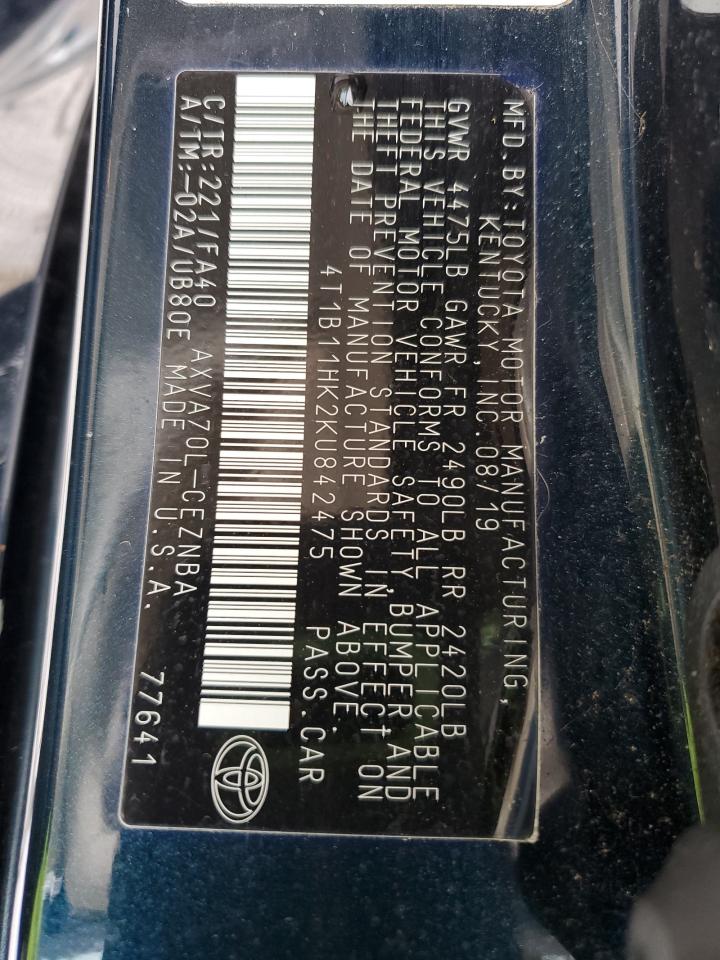 MFD.BY:TOYOTA MOTOR MANUFACTURING,
KENTUCKY,INC.08/19
GVWR 4475LB GAWR FR 2490LB RR 2420LB
THIS VEHICLE CONFORMS TO ALL APPLICABLE
FEDERAL MOTOR VEHICLE SAFETY,BUMPER,AND
THEFT PREVENTION STANDARDS IN EFFECT ON
THE DATE OF MANUFACTURE SHOWN ABOVE.
4T1B11HK2KU842475 PASS.CAR
C/TR:221/FA40 AXVA70L-CEZNBA
A/TM:-02A/UB80E MADE IN U.S.A. 77641